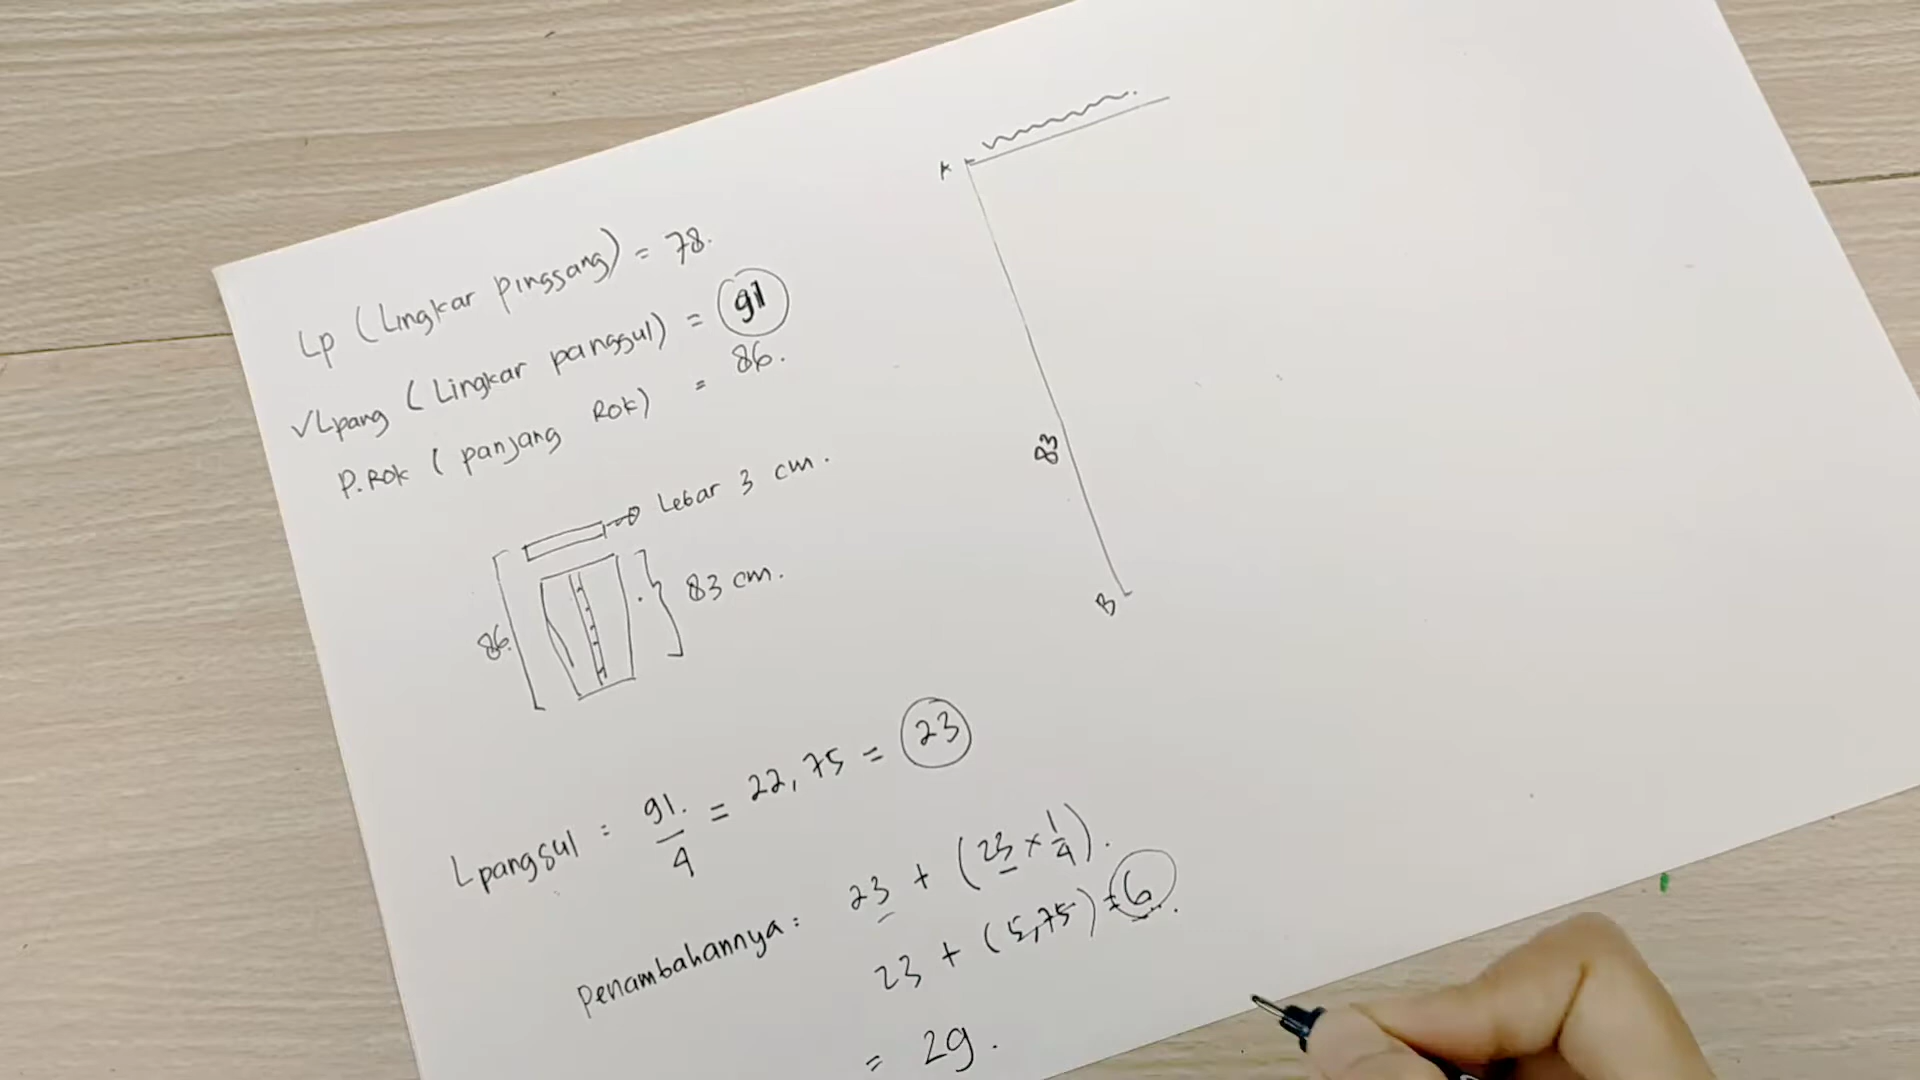 Lp (Lingkar pinggang) = 78.
√Lpang (Lingkar panggul) = 91
P.Rok (panjang Rok) = 86.
Lebar 3 cm.
86.
83 cm.
Lpanggul : 91. / 4 = 22,75 = 23
Penambahannya : 23 + (23 × 1/4).
23 + (5,75) = 6.
= 29.
A
83
B